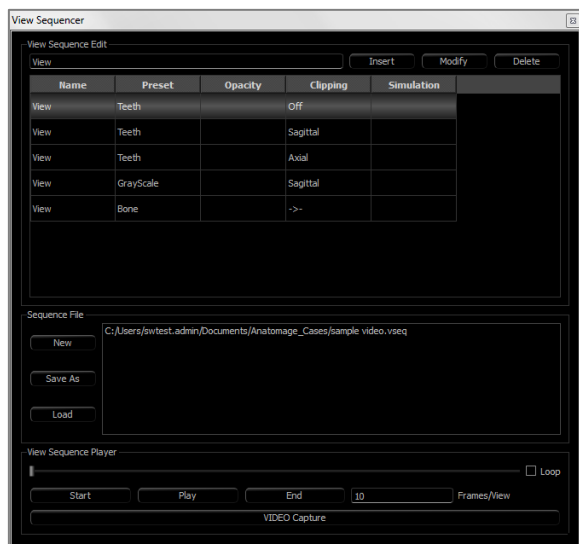 View Sequencer
View Sequence Edit
View Insert Modify Delete
Name Preset Opacity Clipping Simulation
View Teeth Off
View Teeth Sagittal
View Teeth Axial
View GrayScale Sagittal
View Bone ->-
Sequence File
C:/Users/swtest.admin/Documents/Anatomage_Cases/sample video.vseq
New
Save As
Load
View Sequence Player
Loop
Start Play End 10 Frames/View
VIDEO Capture